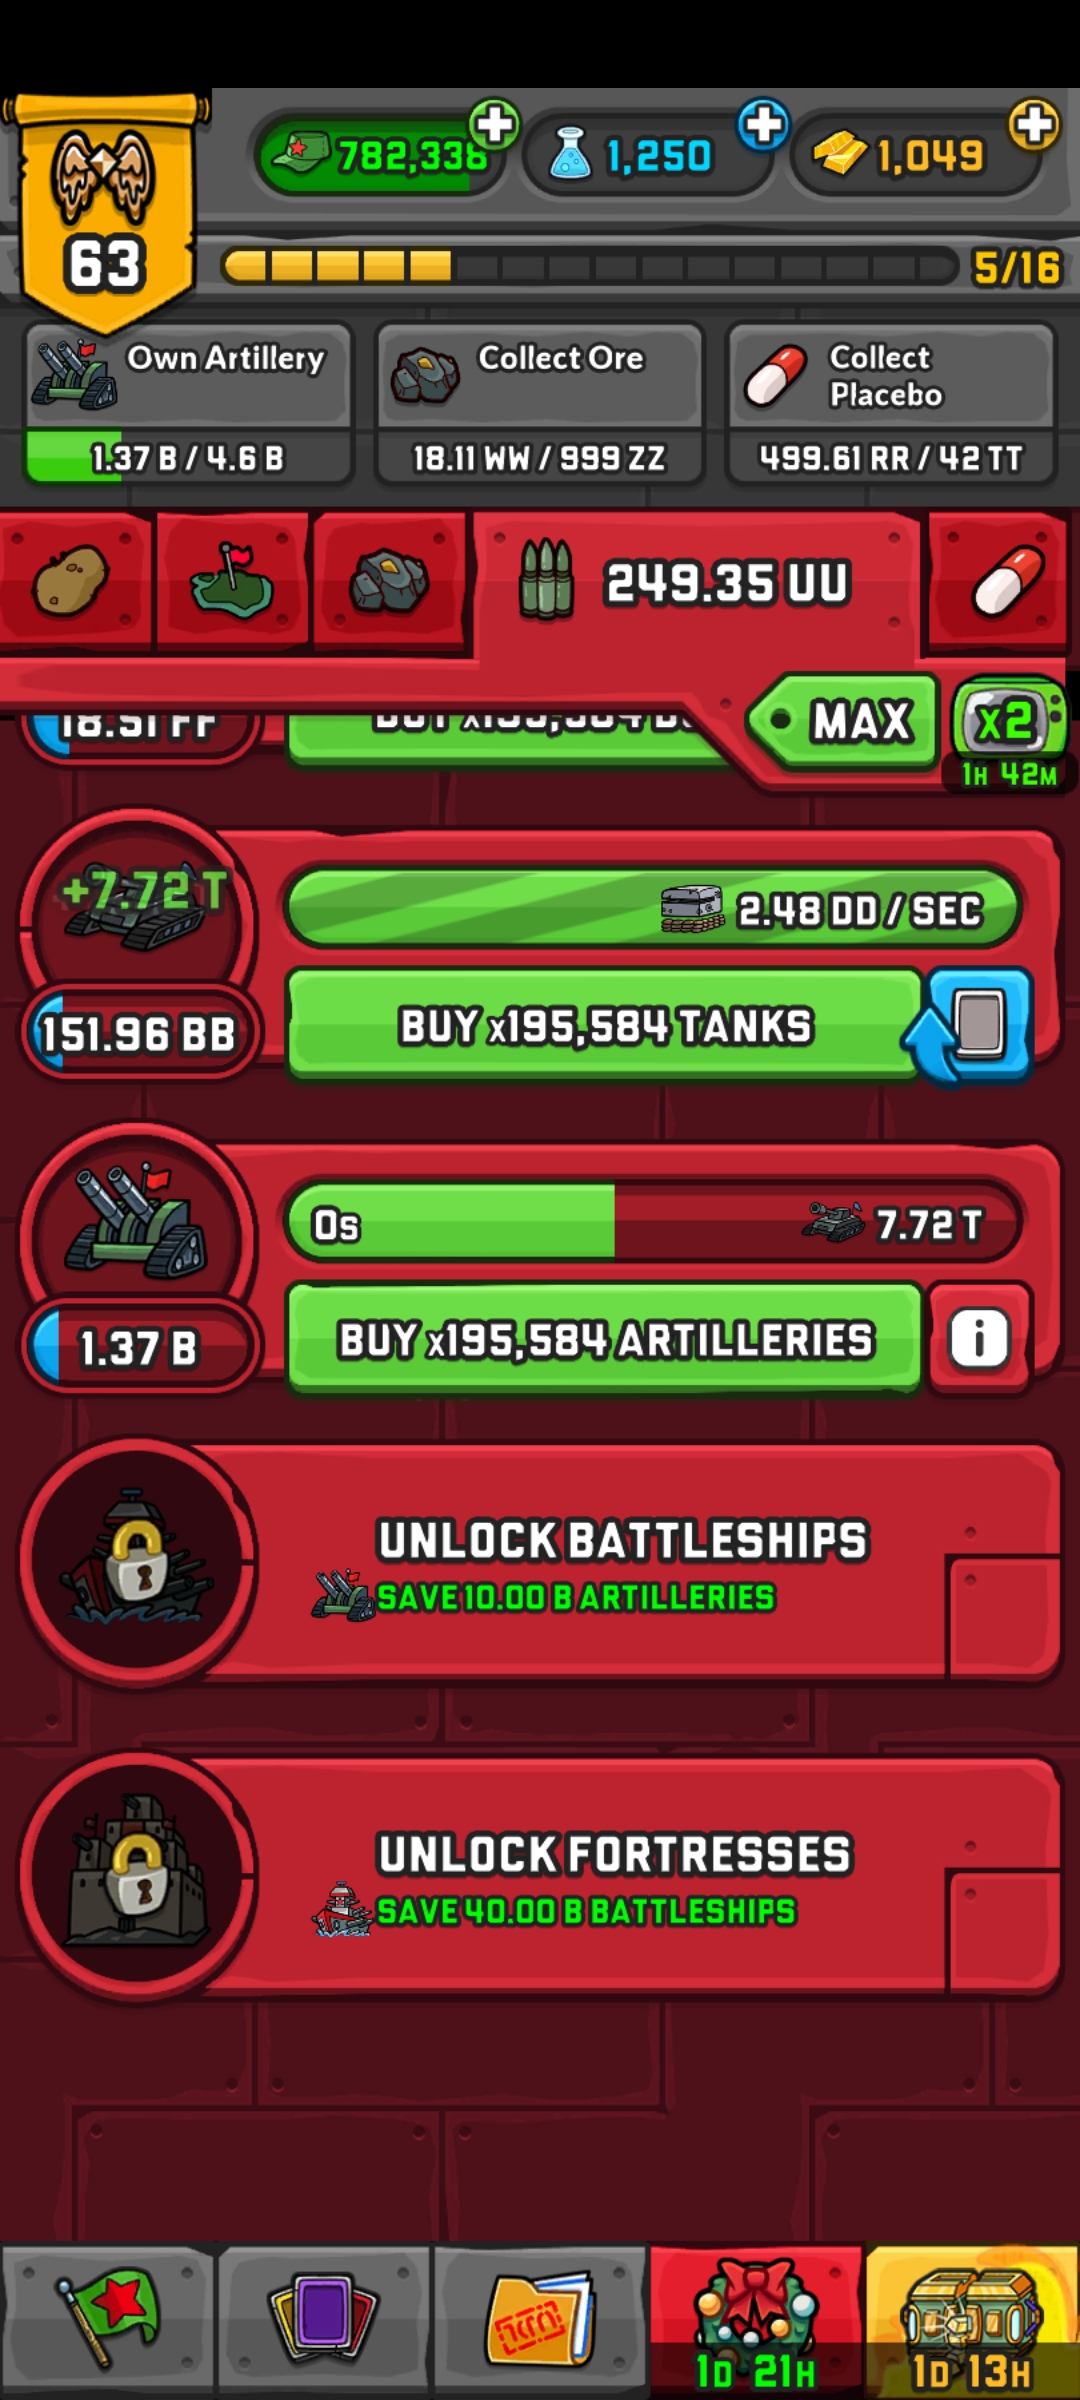 782,338
1,250
1,049
63
5/16
Own Artillery
1.37 B / 4.6 B
Collect Ore
18.11 WW / 999 ZZ
Collect
Placebo
499.61 RR / 42 TT
249.35 UU
MAX
x2
1H 42M
18.51 FF
BUY x195,584
+7.72 T
2.48 DD / SEC
151.96 BB
BUY x195,584 TANKS
0s
7.72 T
1.37 B
BUY x195,584 ARTILLERIES
i
UNLOCK BATTLESHIPS
SAVE 10.00 B ARTILLERIES
UNLOCK FORTRESSES
SAVE 40.00 B BATTLESHIPS
1D 21H
1D 13H